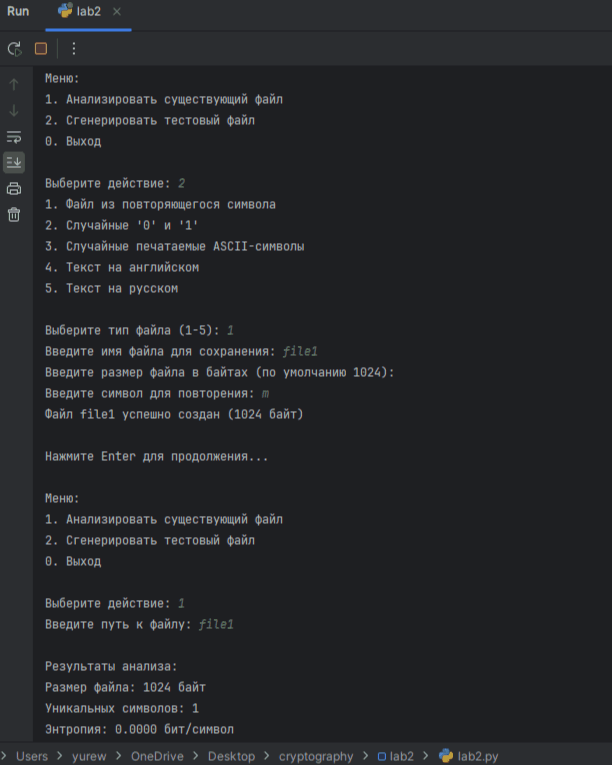 Run lab2
Меню:
1. Анализировать существующий файл
2. Сгенерировать тестовый файл
0. Выход
Выберите действие: 2
1. Файл из повторяющегося символа
2. Случайные '0' и '1'
3. Случайные печатаемые ASCII-символы
4. Текст на английском
5. Текст на русском
Выберите тип файла (1-5): 1
Введите имя файла для сохранения: file1
Введите размер файла в байтах (по умолчанию 1024):
Введите символ для повторения: m
Файл file1 успешно создан (1024 байт)
Нажмите Enter для продолжения...
Меню:
1. Анализировать существующий файл
2. Сгенерировать тестовый файл
0. Выход
Выберите действие: 1
Введите путь к файлу: file1
Результаты анализа:
Размер файла: 1024 байт
Уникальных символов: 1
Энтропия: 0.0000 бит/символ
Users > yurew > OneDrive > Desktop > cryptography > lab2 > lab2.py